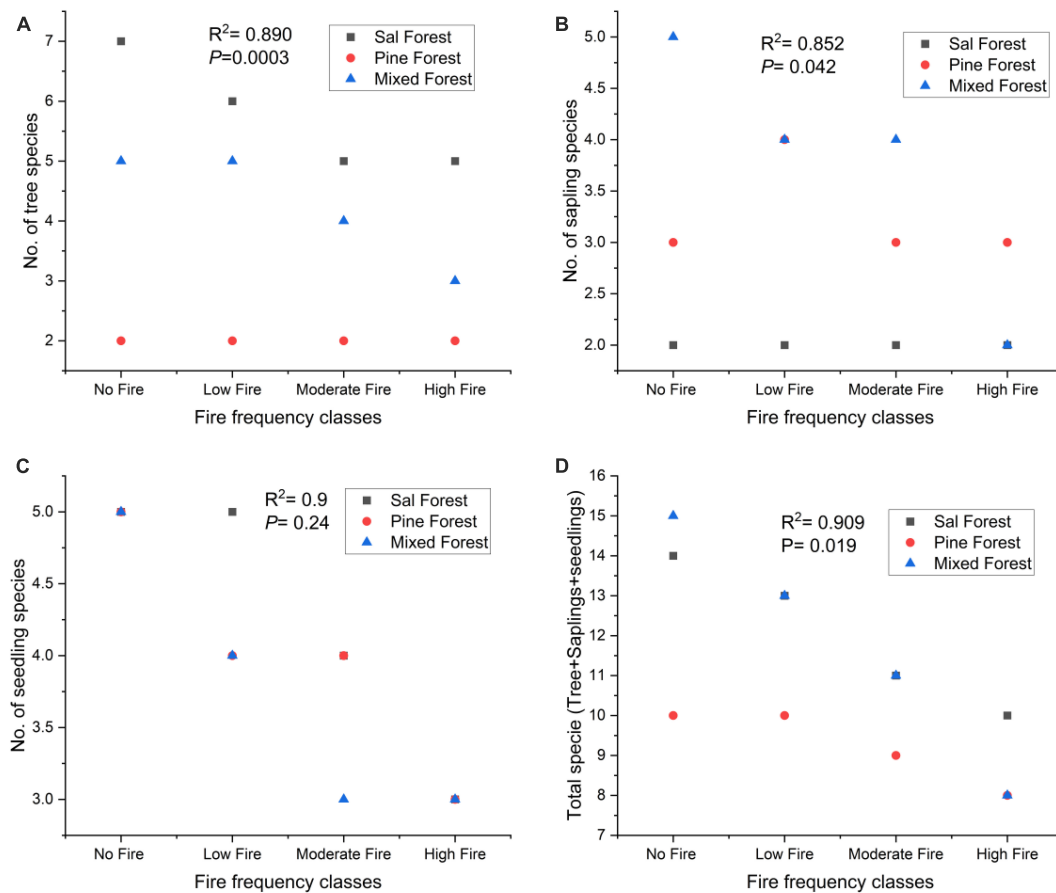 A
R²= 0.890
P=0.0003
Sal Forest
Pine Forest
Mixed Forest
7
6
5
4
3
2
No. of tree species
No Fire
Low Fire
Moderate Fire
High Fire
Fire frequency classes
B
R²= 0.852
P= 0.042
Sal Forest
Pine Forest
Mixed Forest
5.0
4.5
4.0
3.5
3.0
2.5
2.0
No. of sapling species
No Fire
Low Fire
Moderate Fire
High Fire
Fire frequency classes
C
R²= 0.9
P= 0.24
Sal Forest
Pine Forest
Mixed Forest
5.0
4.5
4.0
3.5
3.0
No. of seedling species
No Fire
Low Fire
Moderate Fire
High Fire
Fire frequency classes
D
R²= 0.909
P= 0.019
Sal Forest
Pine Forest
Mixed Forest
16
15
14
13
12
11
10
9
8
7
Total specie (Tree+Saplings+seedlings)
No Fire
Low Fire
Moderate Fire
High Fire
Fire frequency classes